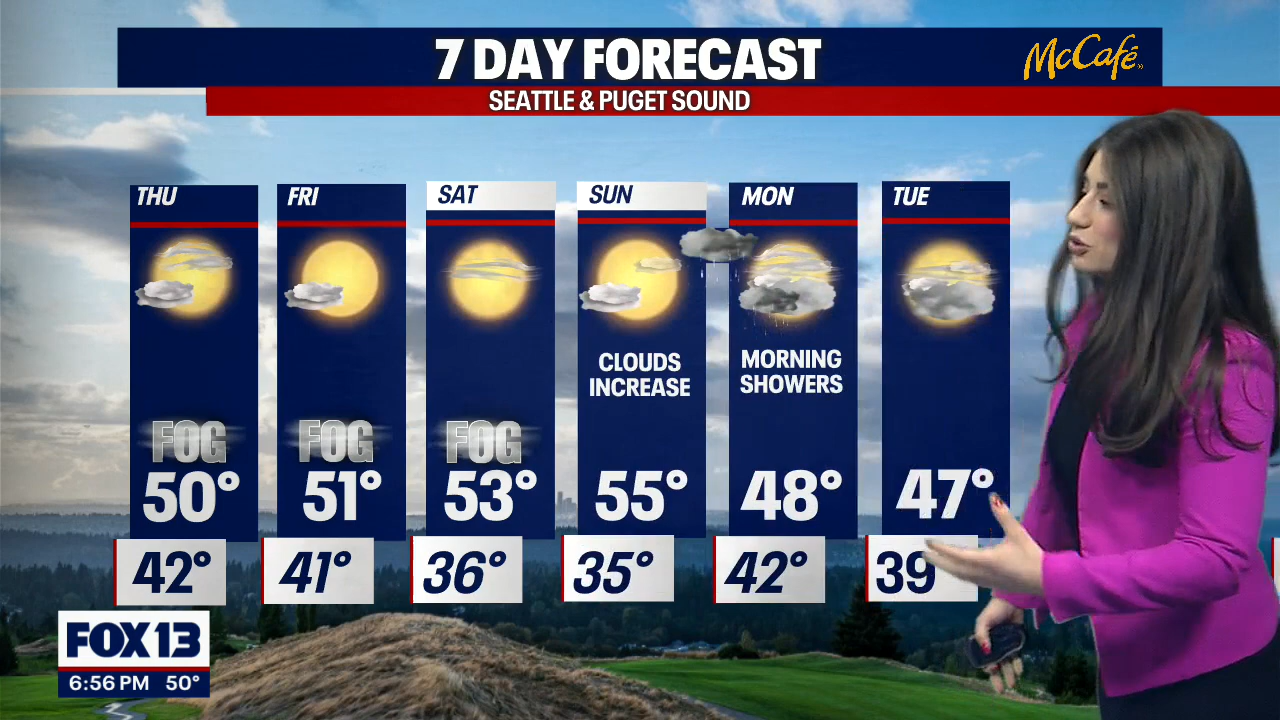 7 DAY FORECAST
McCafé
SEATTLE & PUGET SOUND
THU
FRI
SAT
SUN
MON
TUE
CLOUDS
INCREASE
MORNING
SHOWERS
FOG
FOG
FOG
50°
51°
53°
55°
48°
47°
42°
41°
36°
35°
42°
39
FOX 13
6:56 PM 50°